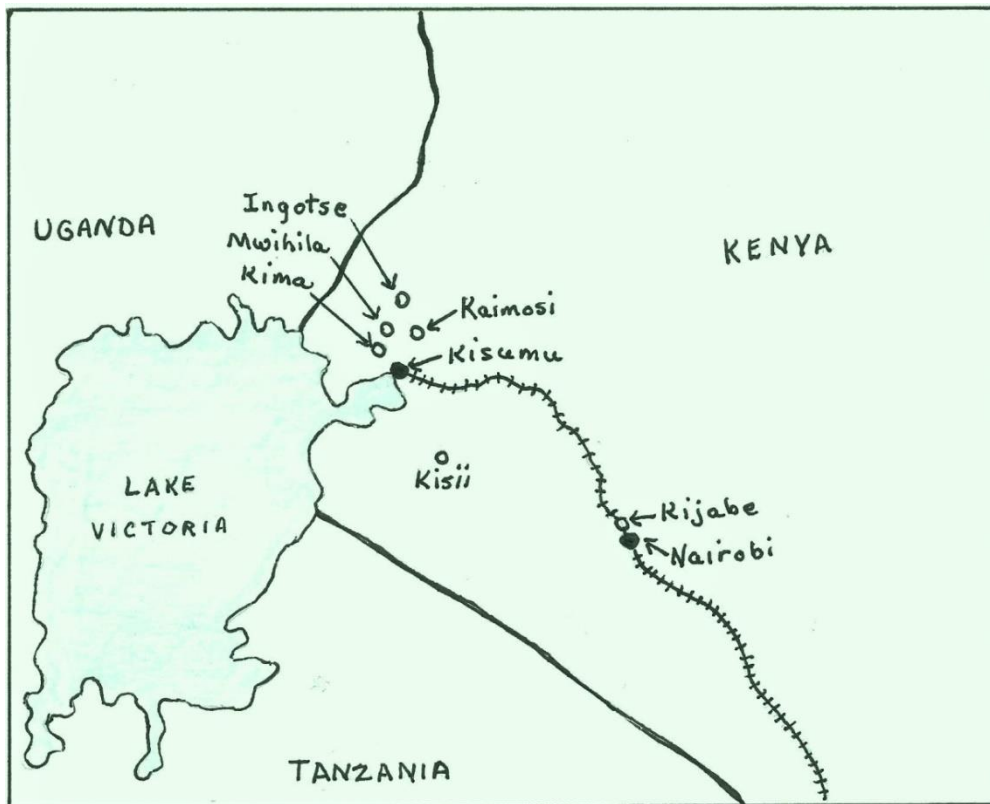 Ingotse
UGANDA
Mwihila
KENYA
Kima
Kaimosi
Kisumu
Kisii
LAKE
VICTORIA
Kijabe
Nairobi
TANZANIA